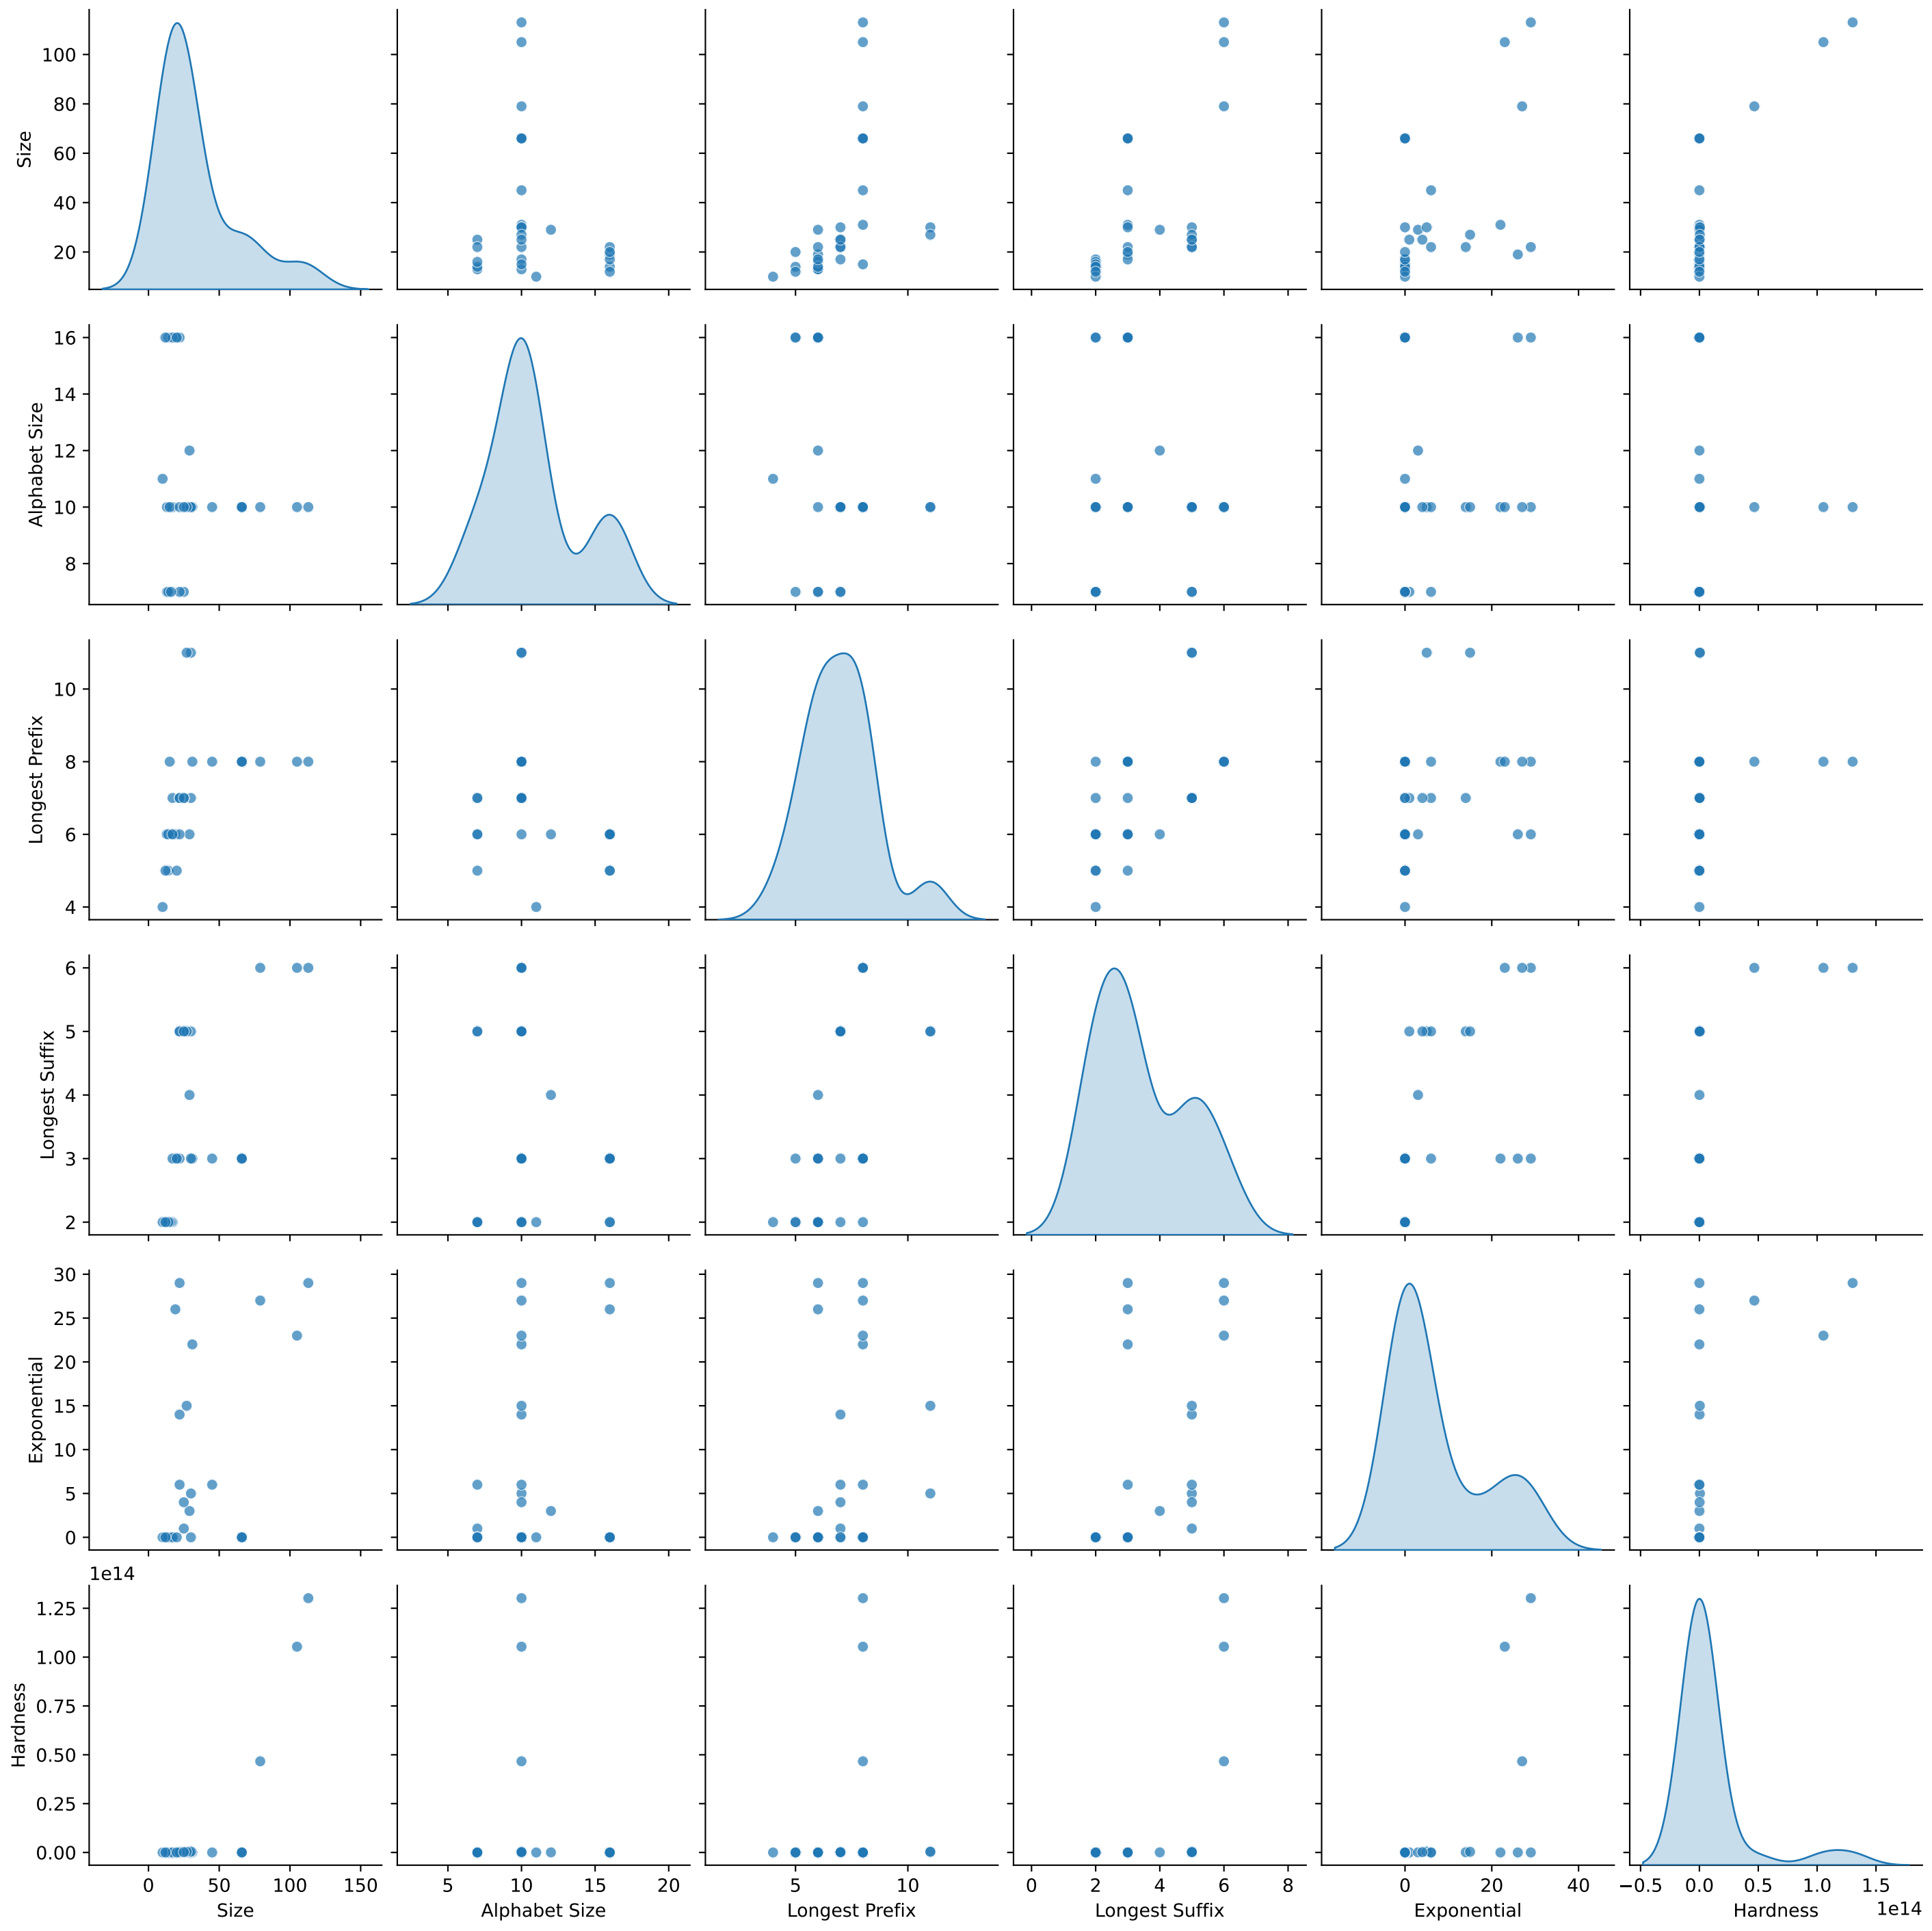 Size
100
80
60
40
20
Alphabet Size
16
14
12
10
8
Longest Prefix
10
8
6
4
Longest Suffix
6
5
4
3
2
Exponential
30
25
20
15
10
5
0
1e14
Hardness
1.25
1.00
0.75
0.50
0.25
0.00
0 50 100 150
5 10 15 20
5 10
0 2 4 6 8
0 20 40
−0.5 0.0 0.5 1.0 1.5
1e14
Size
Alphabet Size
Longest Prefix
Longest Suffix
Exponential
Hardness